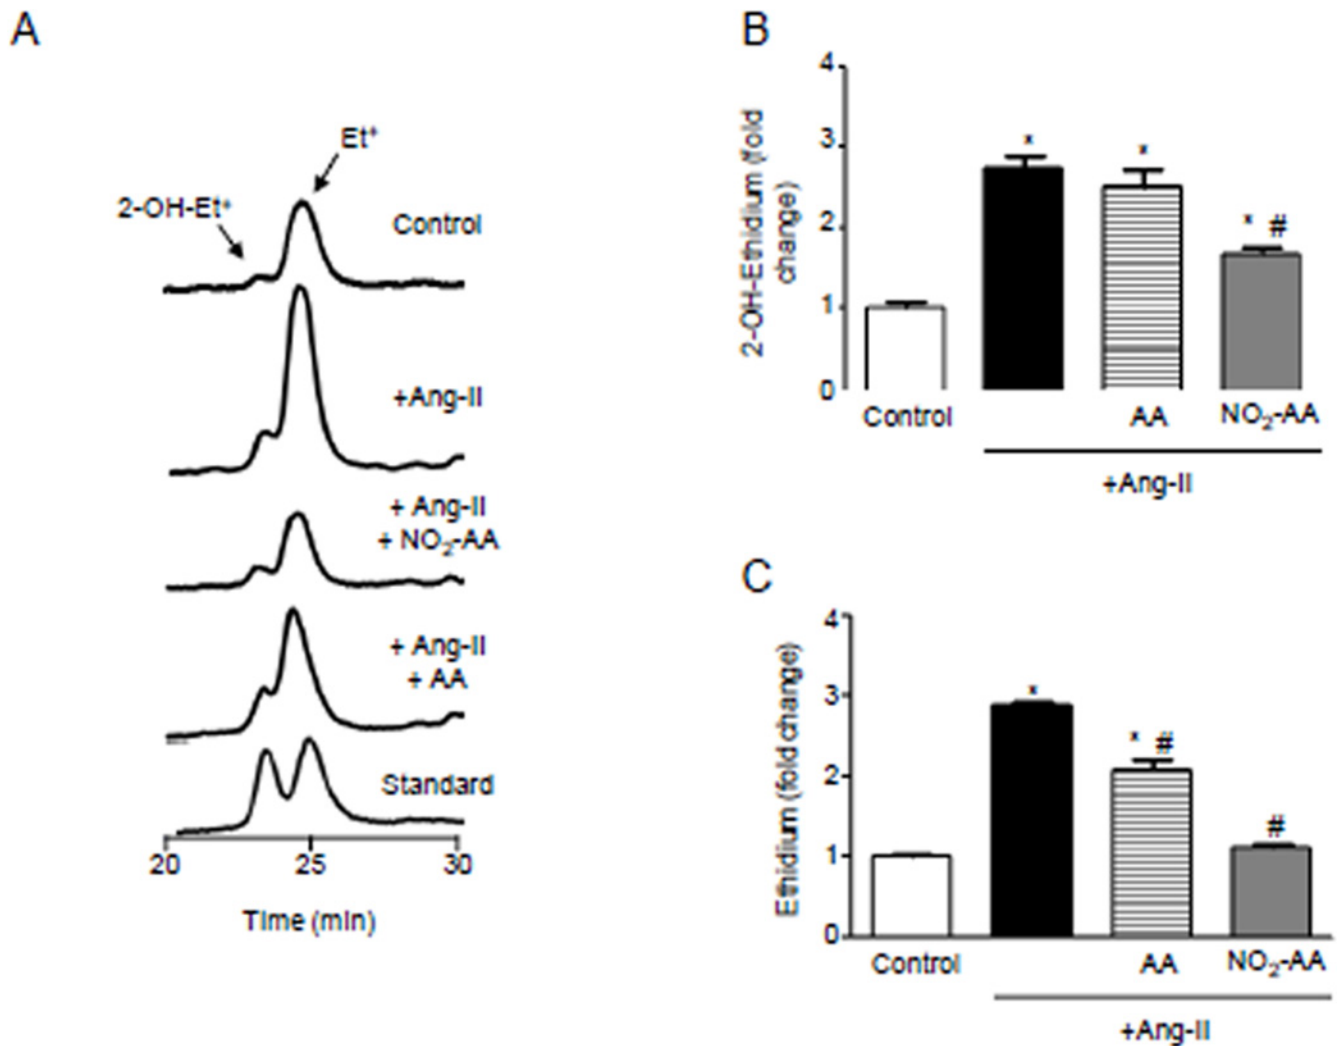 A
Et⁺
2-OH-Et⁺
Control
+Ang-II
+ Ang-II
+ NO₂-AA
+ Ang-II
+ AA
Standard
20 25 30
Time (min)
B
2-OH-Ethidium (fold
change)
4
3
2
1
0
*
*
* #
Control AA NO₂-AA
+Ang-II
C
Ethidium (fold change)
4
3
2
1
0
*
* #
#
Control AA NO₂-AA
+Ang-II